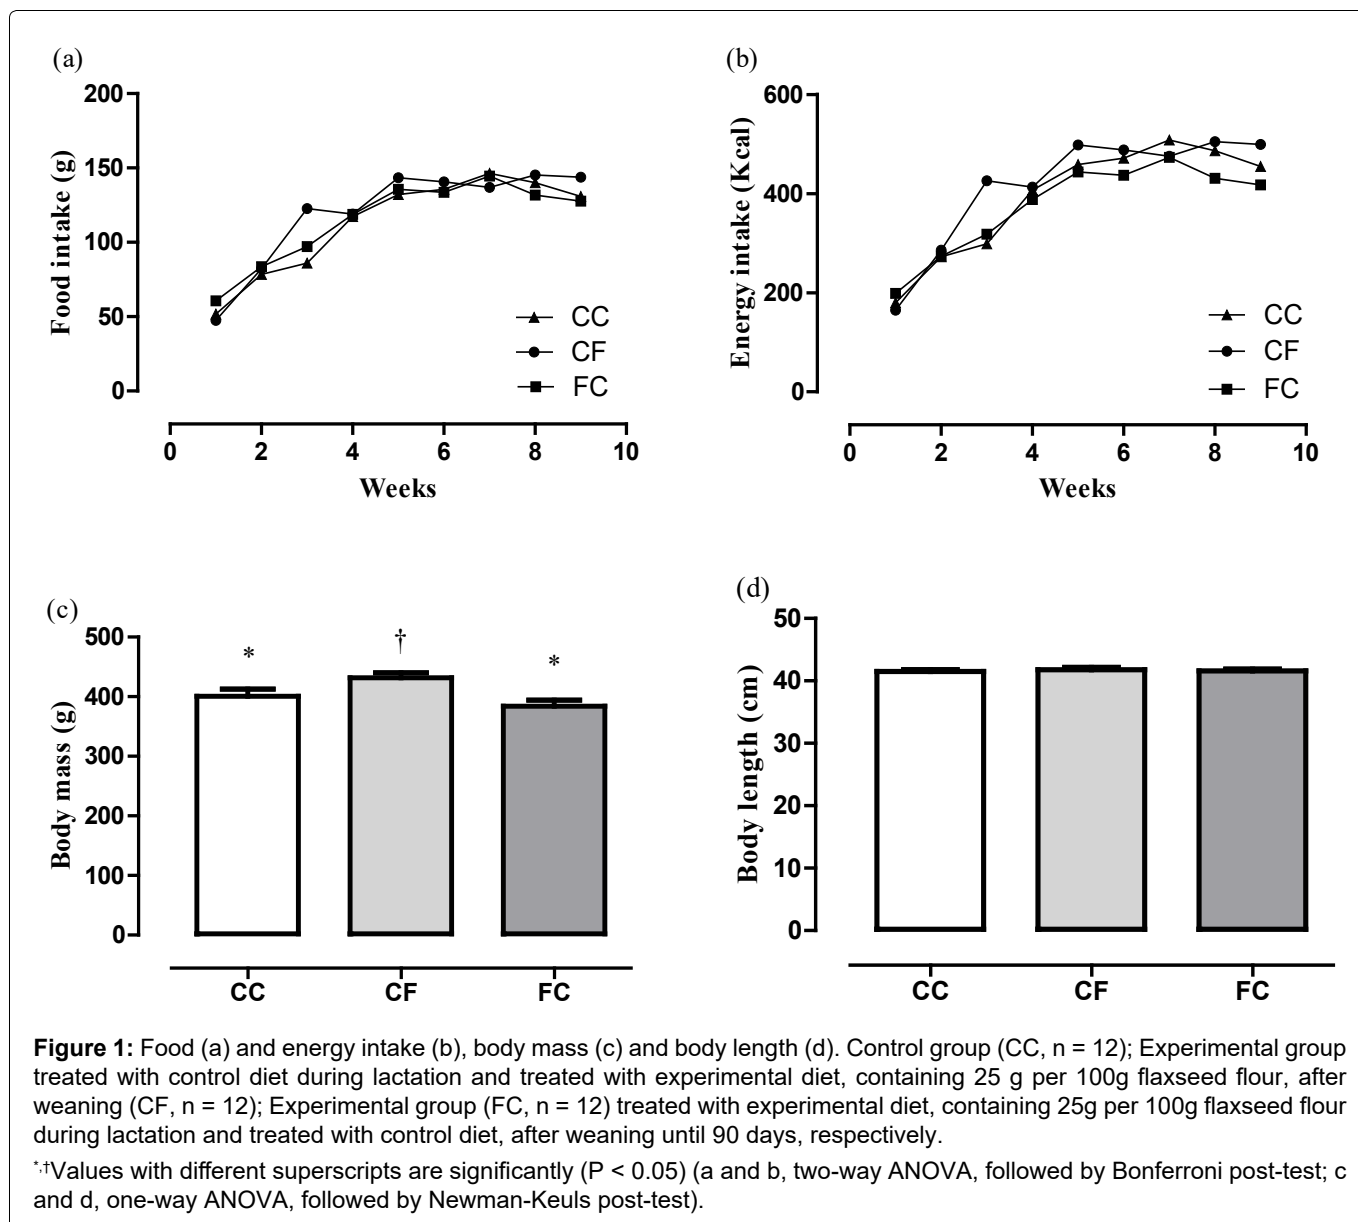 (a)
200
150
100
50
0
Food intake (g)
CC
CF
FC
0 2 4 6 8 10
Weeks
(b)
600
400
200
0
Energy intake (Kcal)
CC
CF
FC
0 2 4 6 8 10
Weeks
(c)
500
400
300
200
100
0
Body mass (g)
* † *
CC CF FC
(d)
50
40
30
20
10
0
Body length (cm)
CC CF FC
Figure 1: Food (a) and energy intake (b), body mass (c) and body length (d). Control group (CC, n = 12); Experimental group
treated with control diet during lactation and treated with experimental diet, containing 25 g per 100g flaxseed flour, after
weaning (CF, n = 12); Experimental group (FC, n = 12) treated with experimental diet, containing 25g per 100g flaxseed flour
during lactation and treated with control diet, after weaning until 90 days, respectively.
*,†Values with different superscripts are significantly (P < 0.05) (a and b, two-way ANOVA, followed by Bonferroni post-test; c
and d, one-way ANOVA, followed by Newman-Keuls post-test).